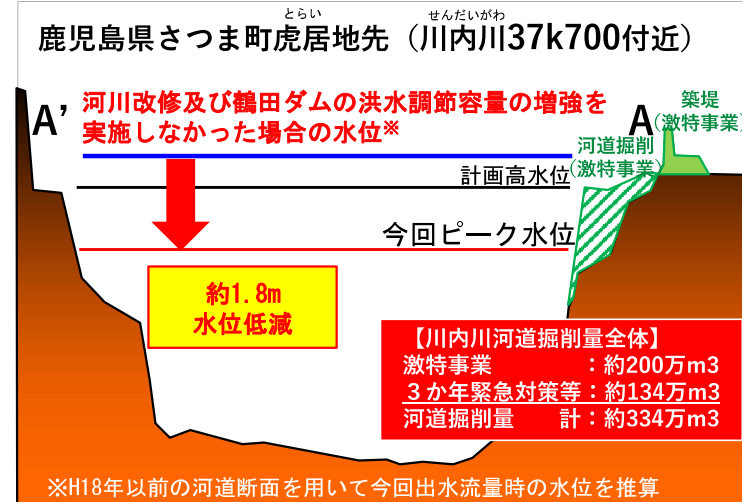 とらい
せんだいがわ
鹿児島県さつま町虎居地先（川内川37k700付近）
A’
河川改修及び鶴田ダムの洪水調節容量の増強を
実施しなかった場合の水位※
A
築堤
(激特事業)
河道掘削
(激特事業)
計画高水位
今回ピーク水位
約1.8m
水位低減
【川内川河道掘削量全体】
激特事業　　　　：約200万m3
３か年緊急対策等：約134万m3
河道掘削量　　計：約334万m3
※H18年以前の河道断面を用いて今回出水流量時の水位を推算